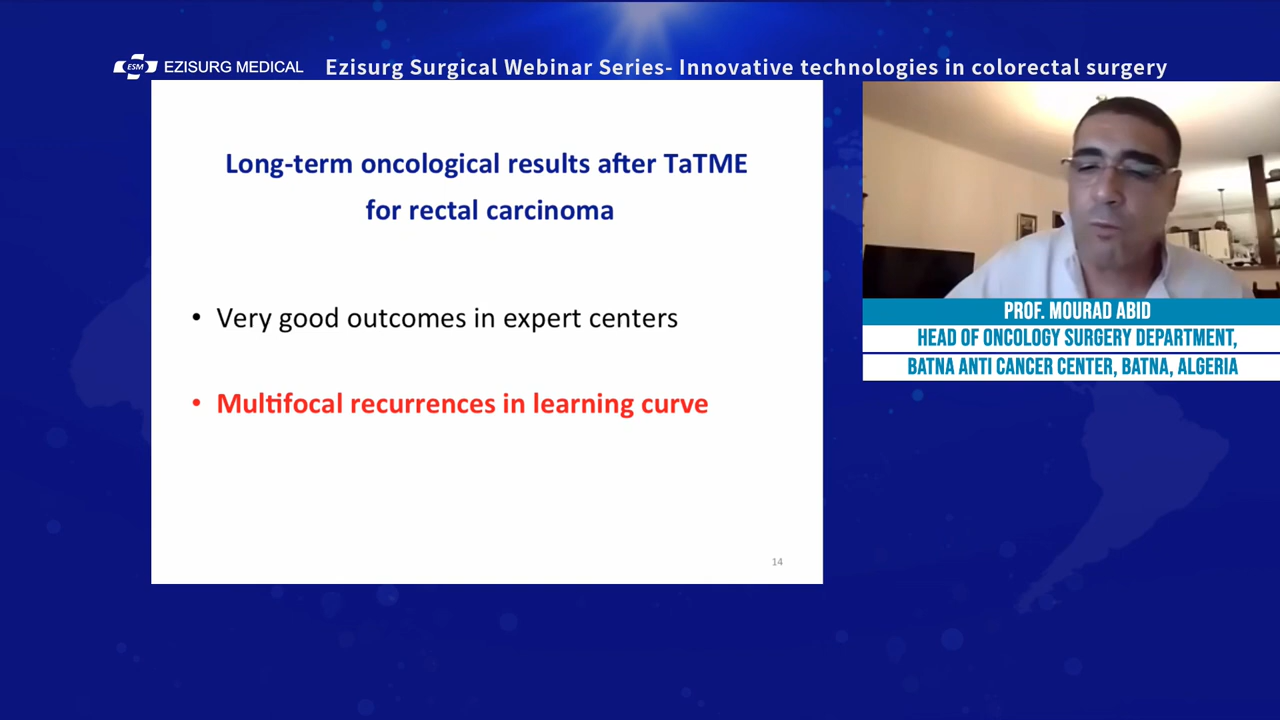 ESM EZISURG MEDICAL
Ezisurg Surgical Webinar Series- Innovative technologies in colorectal surgery
Long-term oncological results after TaTME
for rectal carcinoma
• Very good outcomes in expert centers
• Multifocal recurrences in learning curve
14
PROF. MOURAD ABID
HEAD OF ONCOLOGY SURGERY DEPARTMENT,
BATNA ANTI CANCER CENTER, BATNA, ALGERIA